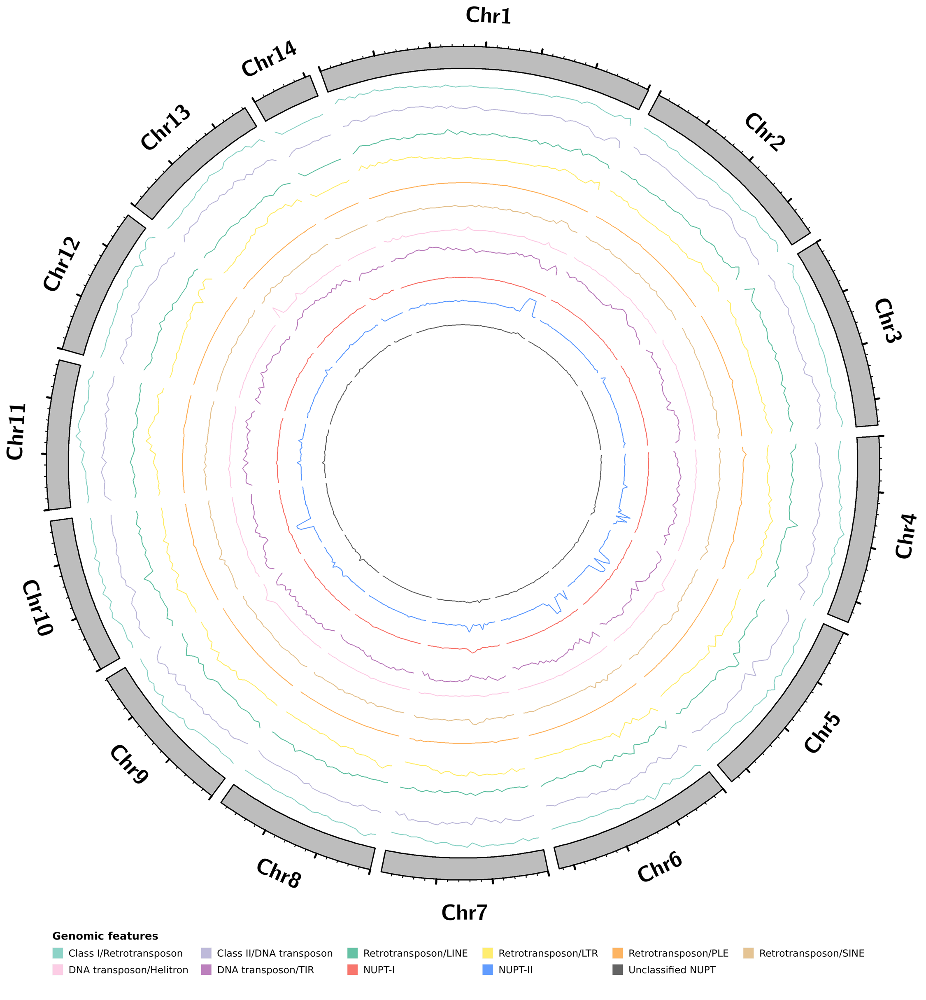 Chr1
Chr2
Chr3
Chr4
Chr5
Chr6
Chr7
Chr8
Chr9
Chr10
Chr11
Chr12
Chr13
Chr14
Genomic features
Class I/Retrotransposon Class II/DNA transposon Retrotransposon/LINE Retrotransposon/LTR Retrotransposon/PLE Retrotransposon/SINE
DNA transposon/Helitron DNA transposon/TIR NUPT-I NUPT-II Unclassified NUPT